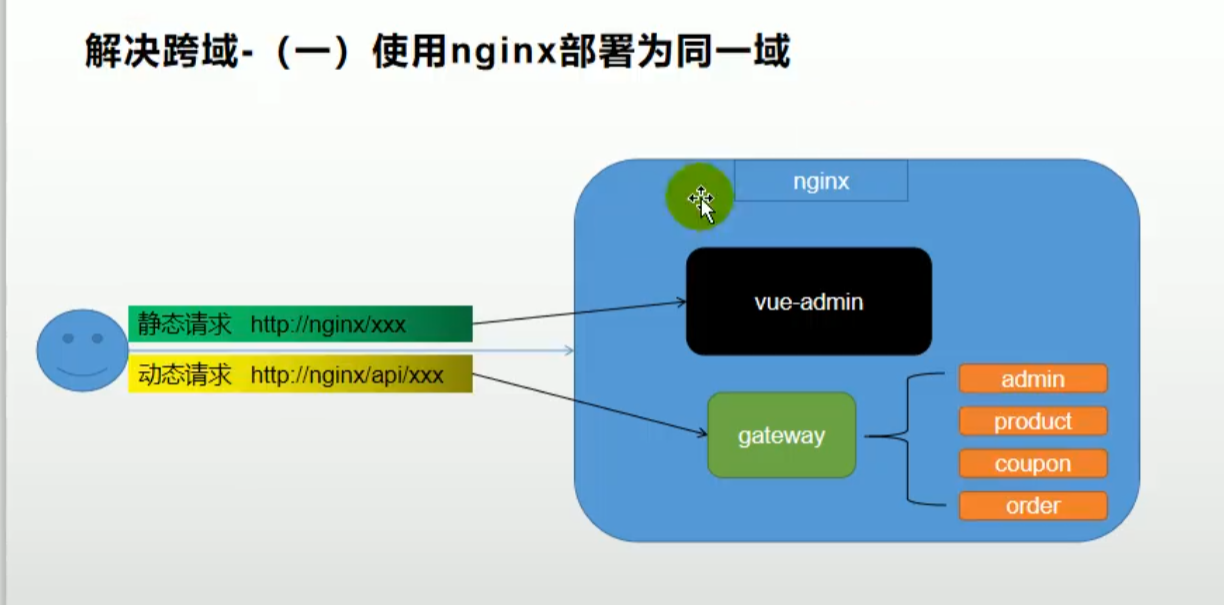 解决跨域-（一）使用nginx部署为同一域
nginx
vue-admin
静态请求 http://nginx/xxx
动态请求 http://nginx/api/xxx
gateway
admin
product
coupon
order